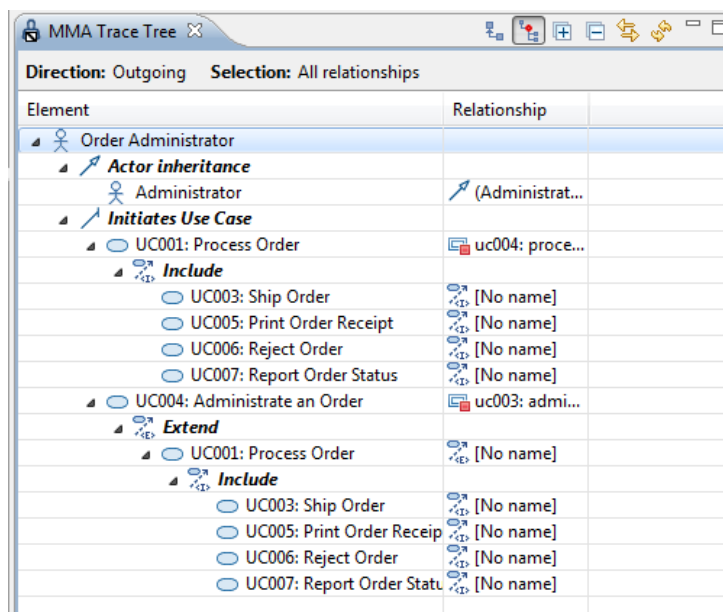 MMA Trace Tree
Direction: Outgoing Selection: All relationships
Element Relationship
Order Administrator
Actor inheritance
Administrator (Administrat...
Initiates Use Case
UC001: Process Order uc004: proce...
Include
UC003: Ship Order [No name]
UC005: Print Order Receipt [No name]
UC006: Reject Order [No name]
UC007: Report Order Status [No name]
UC004: Administrate an Order uc003: admi...
Extend
UC001: Process Order [No name]
Include
UC003: Ship Order [No name]
UC005: Print Order Receip [No name]
UC006: Reject Order [No name]
UC007: Report Order Statu [No name]